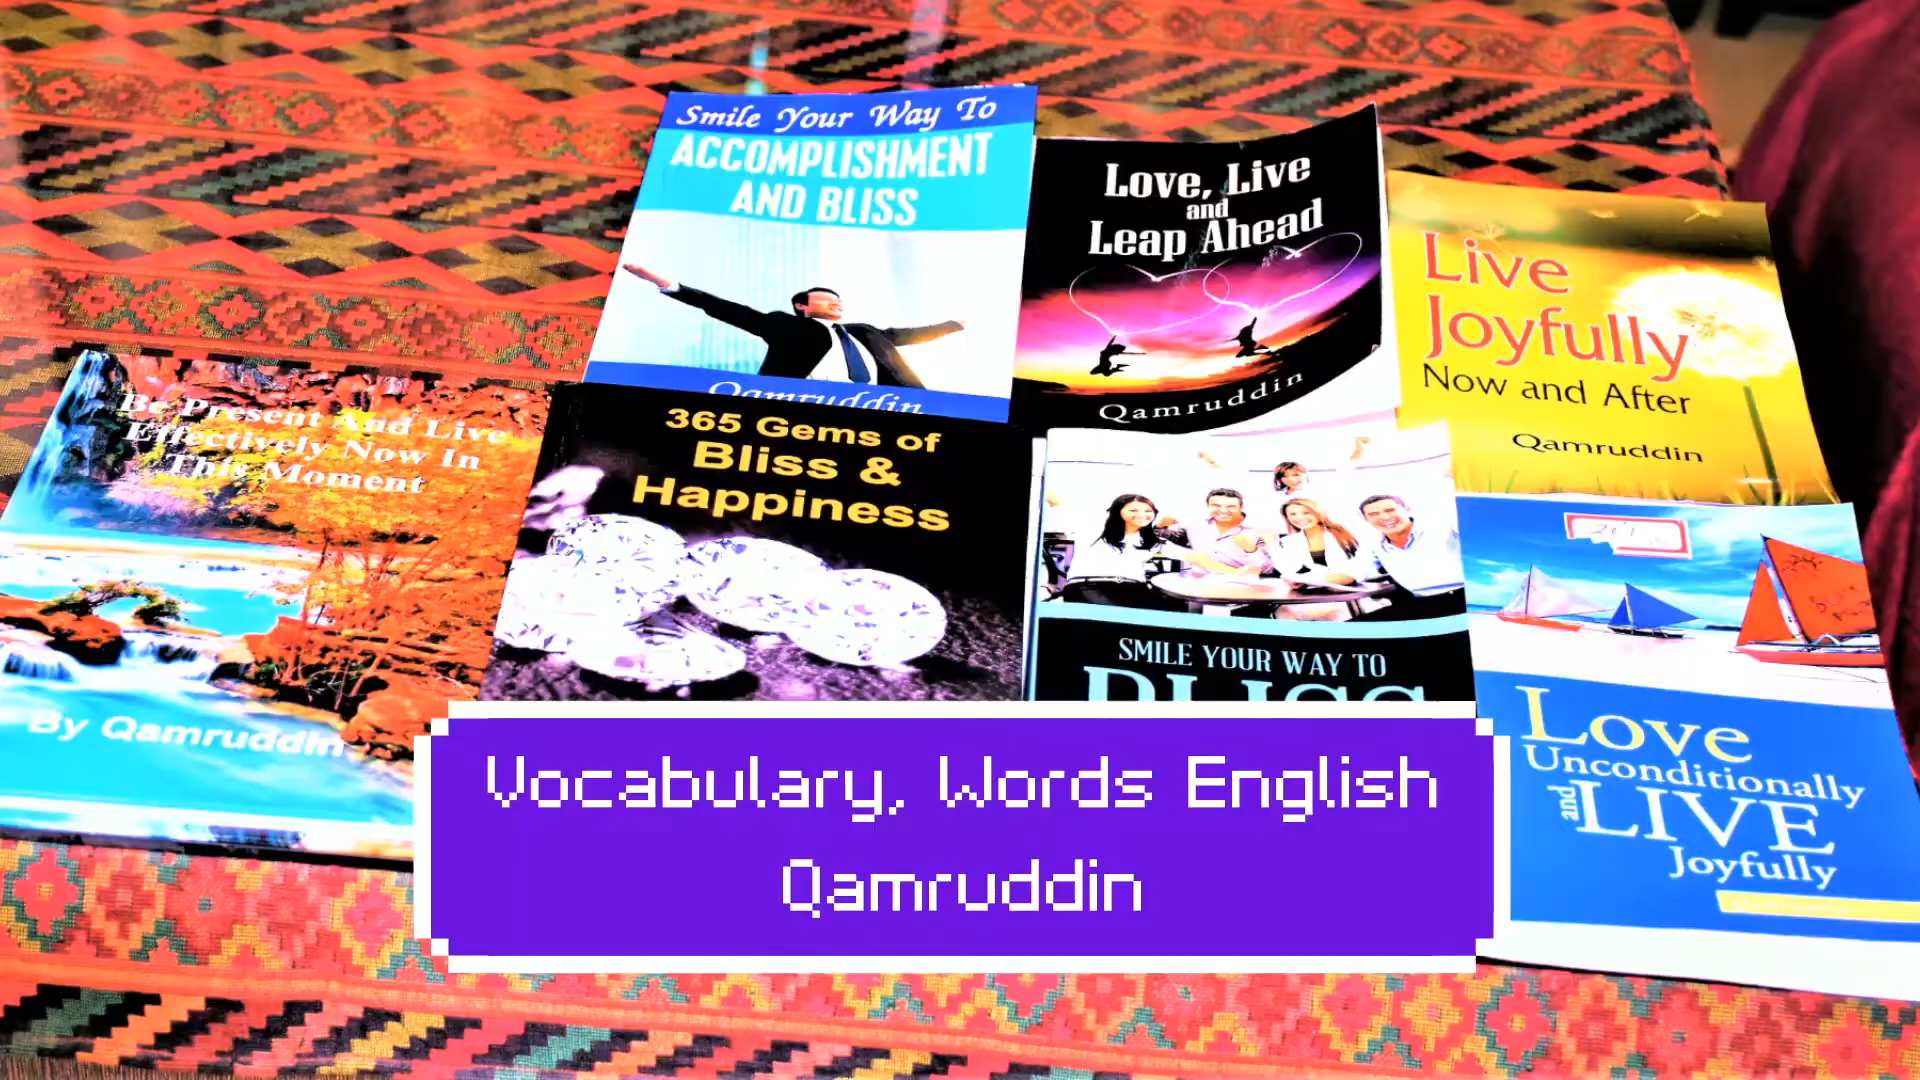 Smile Your Way To
ACCOMPLISHMENT
AND BLISS
Qamruddin
Love, Live
and
Leap Ahead
Qamruddin
Live
Joyfully
Now and After
Qamruddin
Be Present And Live
Effectively Now In
This Moment
By Qamruddin
365 Gems of
Bliss &
Happiness
SMILE YOUR WAY TO
BLISS
Love
Unconditionally
and
LIVE
Joyfully
Vocabulary, Words English
Qamruddin